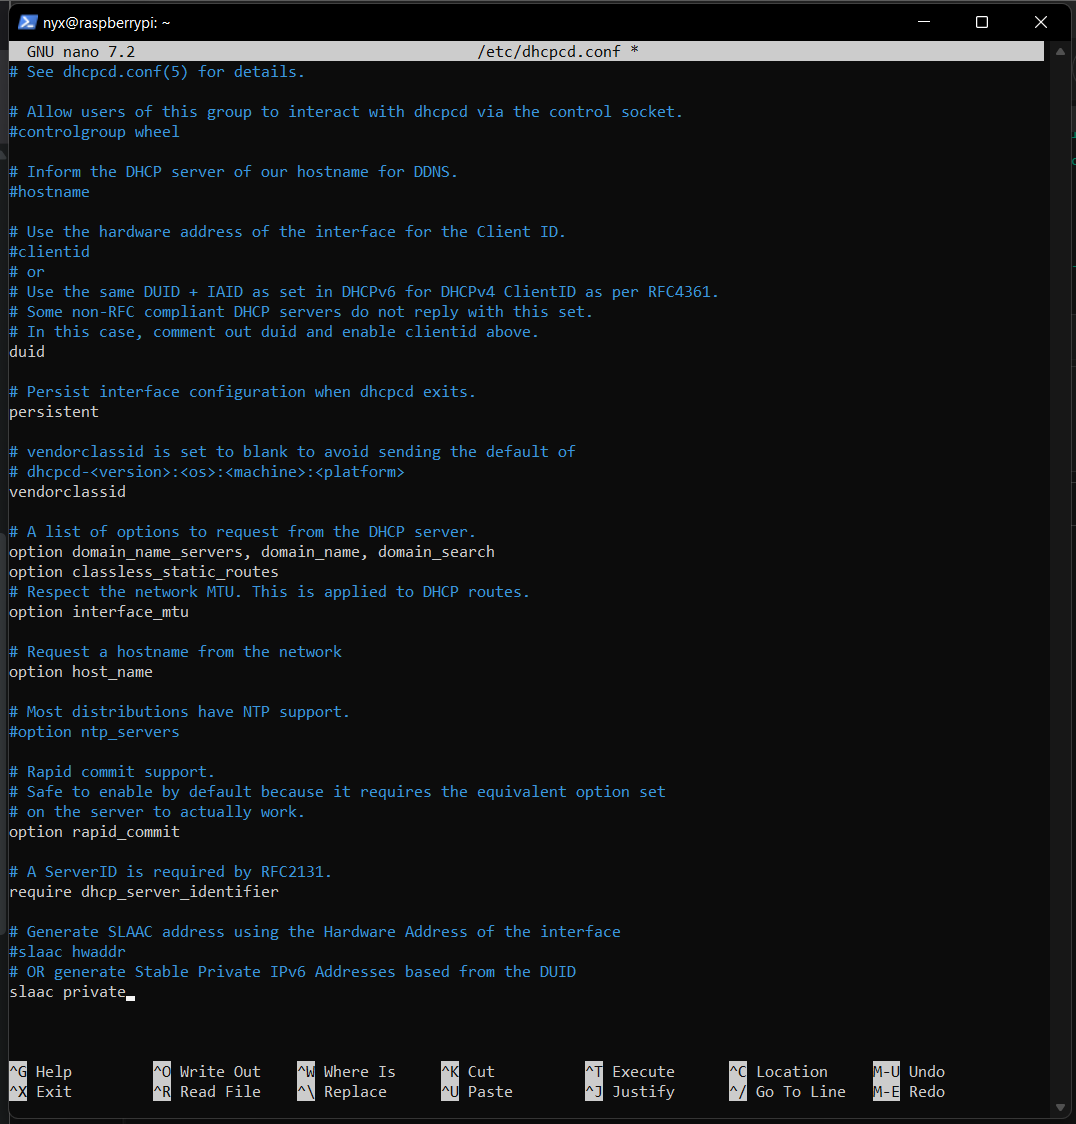 nyx@raspberrypi: ~
GNU nano 7.2 /etc/dhcpcd.conf *
# See dhcpcd.conf(5) for details.
# Allow users of this group to interact with dhcpcd via the control socket.
#controlgroup wheel
# Inform the DHCP server of our hostname for DDNS.
#hostname
# Use the hardware address of the interface for the Client ID.
#clientid
# or
# Use the same DUID + IAID as set in DHCPv6 for DHCPv4 ClientID as per RFC4361.
# Some non-RFC compliant DHCP servers do not reply with this set.
# In this case, comment out duid and enable clientid above.
duid
# Persist interface configuration when dhcpcd exits.
persistent
# vendorclassid is set to blank to avoid sending the default of
# dhcpcd-<version>:<os>:<machine>:<platform>
vendorclassid
# A list of options to request from the DHCP server.
option domain_name_servers, domain_name, domain_search
option classless_static_routes
# Respect the network MTU. This is applied to DHCP routes.
option interface_mtu
# Request a hostname from the network
option host_name
# Most distributions have NTP support.
#option ntp_servers
# Rapid commit support.
# Safe to enable by default because it requires the equivalent option set
# on the server to actually work.
option rapid_commit
# A ServerID is required by RFC2131.
require dhcp_server_identifier
# Generate SLAAC address using the Hardware Address of the interface
#slaac hwaddr
# OR generate Stable Private IPv6 Addresses based from the DUID
slaac private
^G Help ^O Write Out ^W Where Is ^K Cut ^T Execute ^C Location M-U Undo
^X Exit ^R Read File ^\ Replace ^U Paste ^J Justify ^/ Go To Line M-E Redo